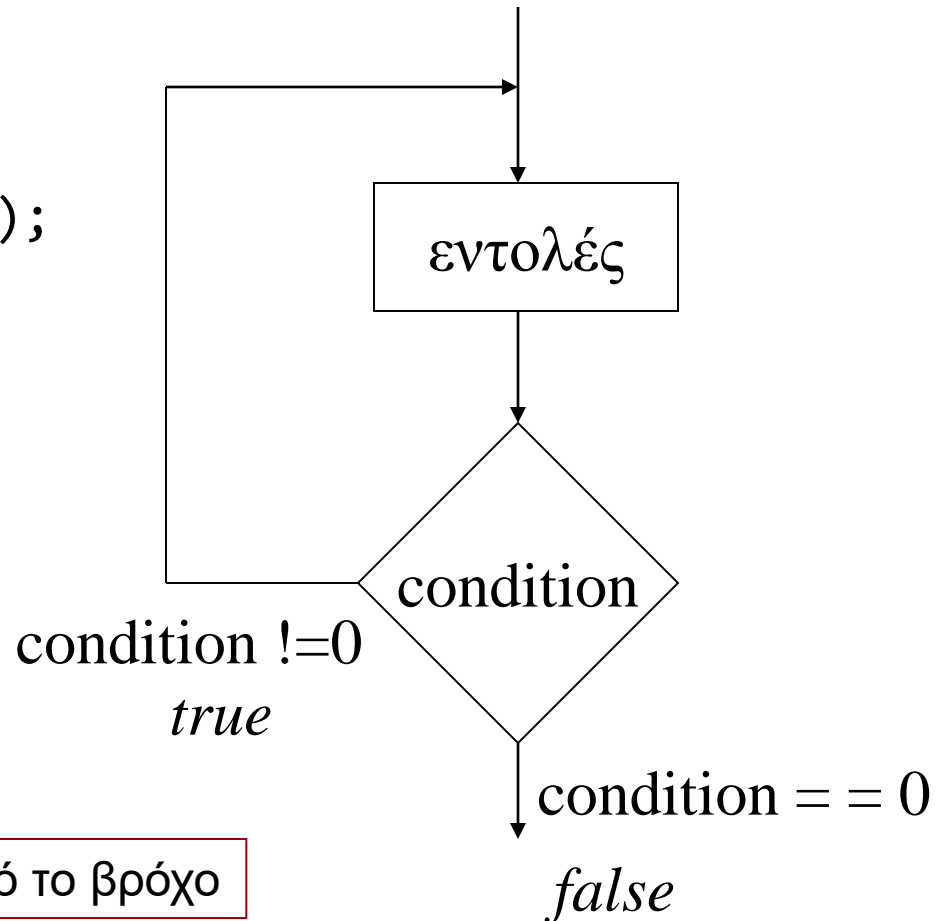 );
εντολές
condition
condition !=0
true
condition = = 0
το βρόχο
false